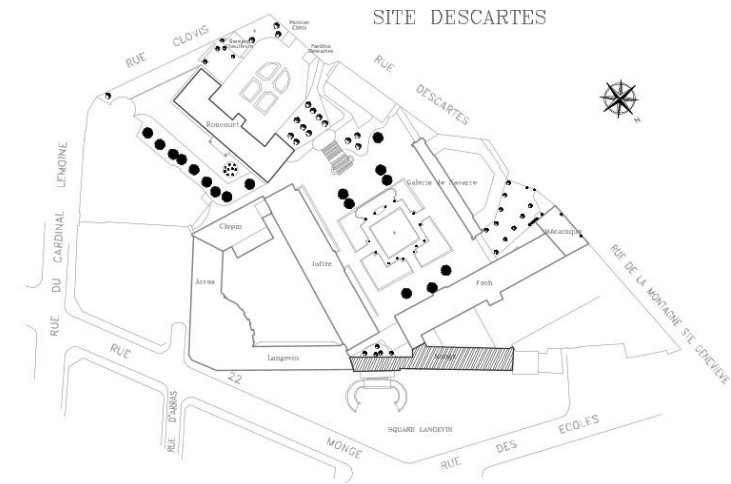 SITE DESCARTES
RUE CLOVIS
Pavillon
Clovis
Pavillon
Descartes
RUE DESCARTES
N
Boncourt
RUE DU CARDINAL LEMOINE
Galerie de Navarre
Clopin
Mécanique
Joffre
Arras
Foch
RUE DE LA MONTAGNE STE GENEVIEVE
Langevin
Monge
RUE
22
MONGE
RUE D'ARRAS
SQUARE LANGEVIN
RUE DES ECOLES